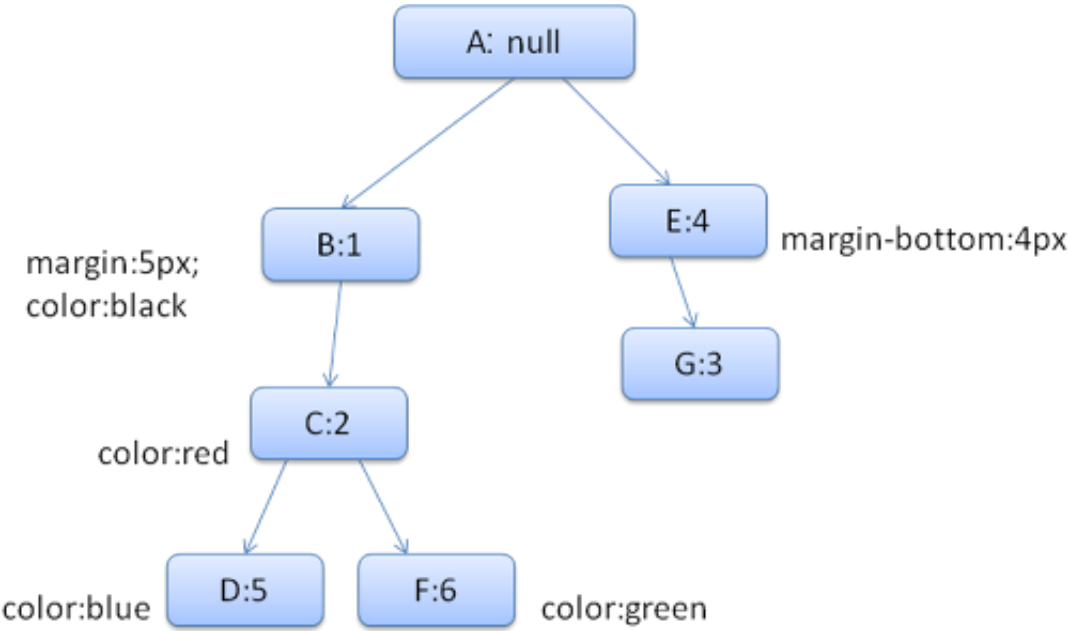 A: null
B:1
E:4
margin-bottom:4px
margin:5px;
color:black
G:3
C:2
color:red
D:5
F:6
color:blue
color:green